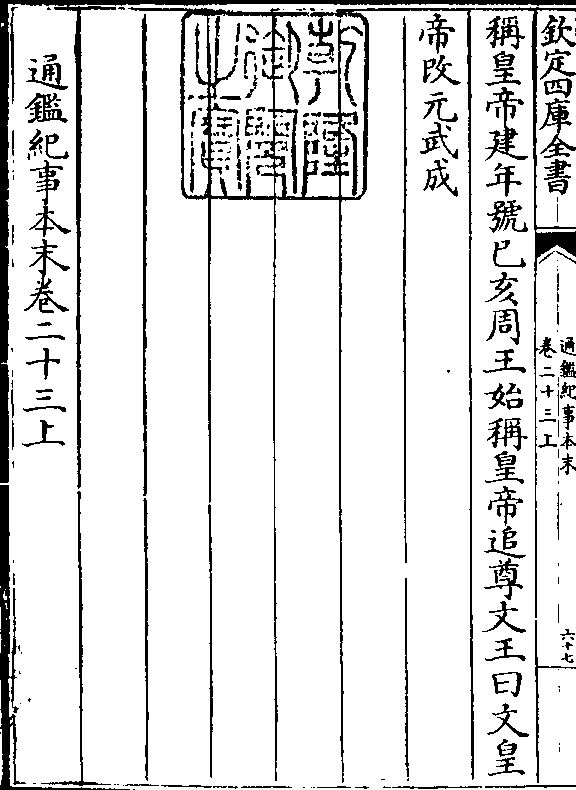 欽定四庫全書
通鑑紀事本末
卷二十三上
六十七
稱皇帝建年號巳亥周王始稱皇帝追尊文王曰文皇
帝改元武成
乾隆御覽之寶
通鑑紀事本末卷二十三上